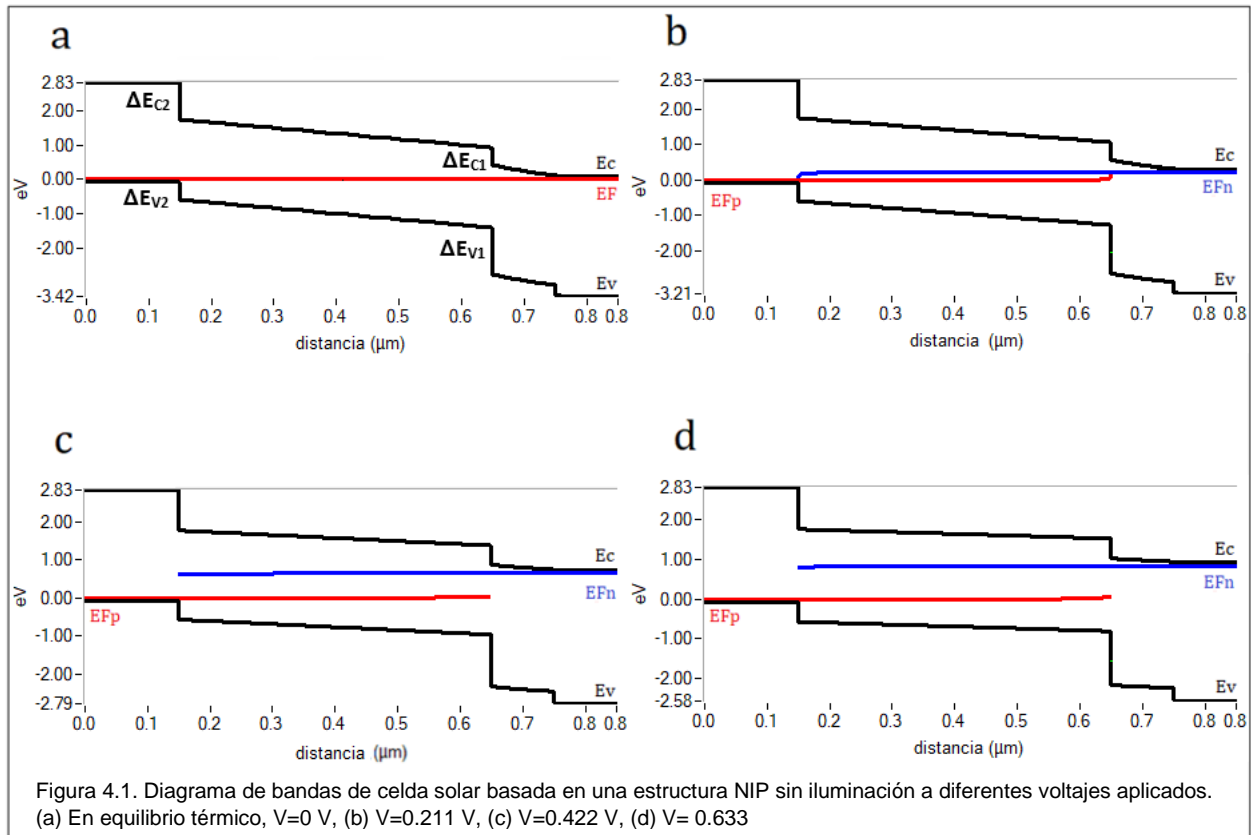 a
2.83
2.00
1.00
0.00
-1.00
-2.00
-3.42
eV
ΔEC2
ΔEV2
ΔEC1
ΔEV1
Ec
EF
Ev
0.0 0.1 0.2 0.3 0.4 0.5 0.6 0.7 0.8 0.8
distancia (µm)
b
2.83
2.00
1.00
0.00
-1.00
-2.00
-3.21
eV
EFp
Ec
EFn
Ev
0.0 0.1 0.2 0.3 0.4 0.5 0.6 0.7 0.8 0.8
distancia (µm)
c
2.83
2.00
1.00
0.00
-1.00
-2.00
-2.79
eV
EFp
Ec
EFn
Ev
0.0 0.1 0.2 0.3 0.4 0.5 0.6 0.7 0.8 0.8
distancia (µm)
d
2.83
2.00
1.00
0.00
-1.00
-2.00
-2.58
eV
EFp
Ec
EFn
Ev
0.0 0.1 0.2 0.3 0.4 0.5 0.6 0.7 0.8 0.8
distancia (µm)
Figura 4.1. Diagrama de bandas de celda solar basada en una estructura NIP sin iluminación a diferentes voltajes aplicados.
(a) En equilibrio térmico, V=0 V, (b) V=0.211 V, (c) V=0.422 V, (d) V= 0.633